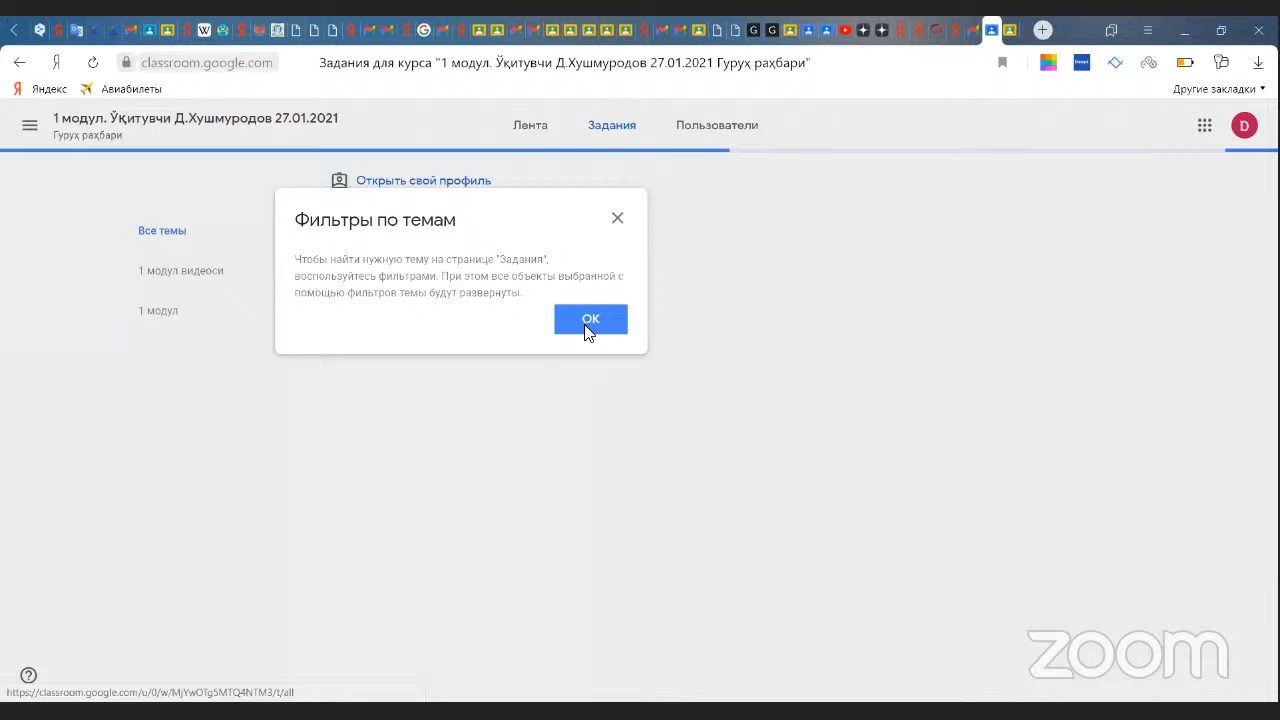 classroom.google.com
Задания для курса "1 модул. Ўқитувчи Д.Хушмуродов 27.01.2021 Гуруҳ раҳбари"
Яндекс
Авиабилеты
Другие закладки
1 модул. Ўқитувчи Д.Хушмуродов 27.01.2021
Гуруҳ раҳбари
Лента
Задания
Пользователи
D
Открыть свой профиль
Все темы
1 модул видеоси
1 модул
Фильтры по темам
Чтобы найти нужную тему на странице "Задания",
воспользуйтесь фильтрами. При этом все объекты выбранной с
помощью фильтров темы будут развернуты.
OK
zoom
https://classroom.google.com/u/0/w/MjYwOTg5MTQ4NTM3/t/all